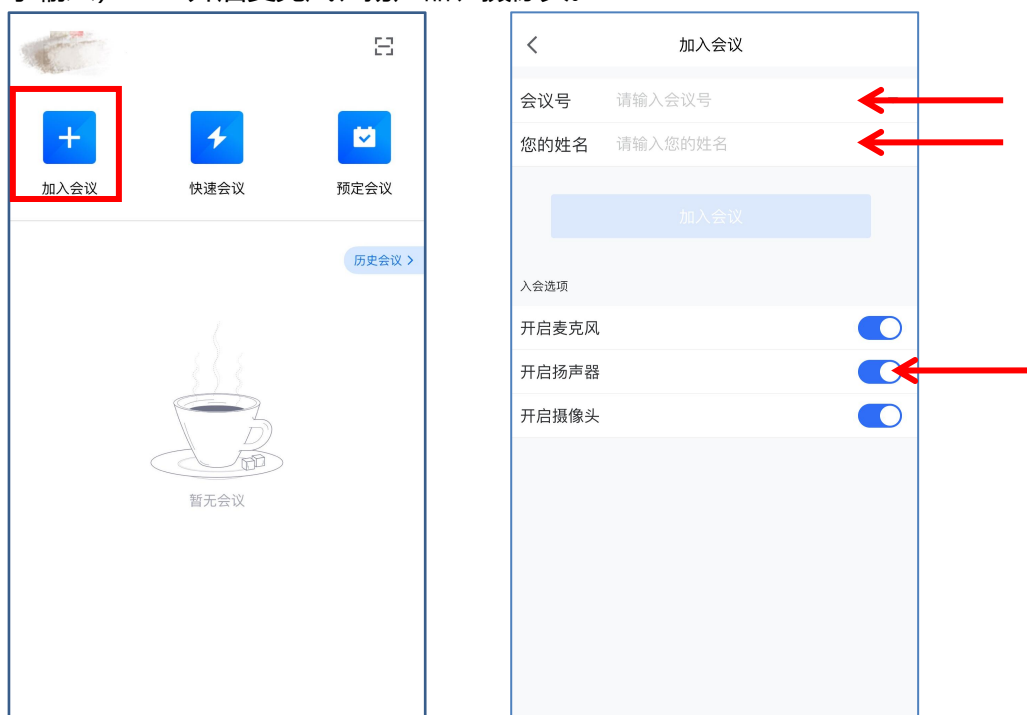 加入会议
快速会议
预定会议
历史会议
暂无会议
加入会议
会议号 请输入会议号
您的姓名 请输入您的姓名
加入会议
入会选项
开启麦克风
开启扬声器
开启摄像头